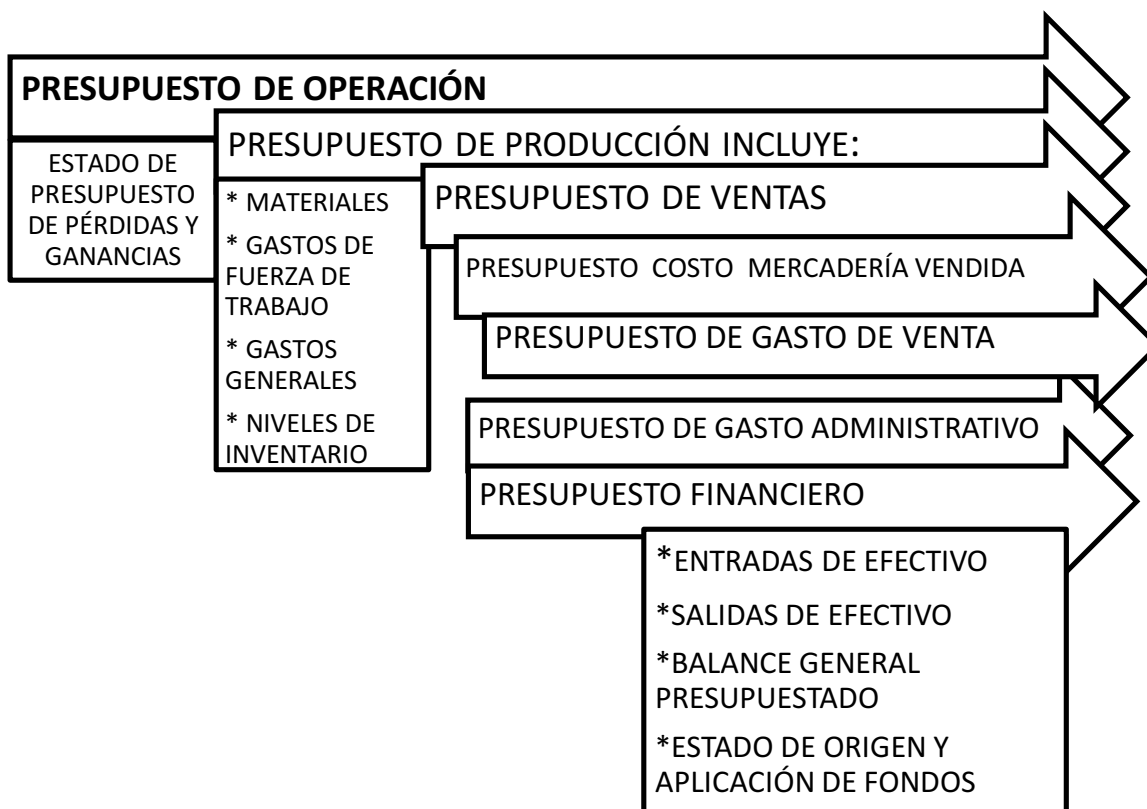 PRESUPUESTO DE OPERACIÓN
ESTADO DE
PRESUPUESTO
DE PÉRDIDAS Y
GANANCIAS
PRESUPUESTO DE PRODUCCIÓN INCLUYE:
* MATERIALES
* GASTOS DE
FUERZA DE
TRABAJO
* GASTOS
GENERALES
* NIVELES DE
INVENTARIO
PRESUPUESTO DE VENTAS
PRESUPUESTO COSTO MERCADERÍA VENDIDA
PRESUPUESTO DE GASTO DE VENTA
PRESUPUESTO DE GASTO ADMINISTRATIVO
PRESUPUESTO FINANCIERO
*ENTRADAS DE EFECTIVO
*SALIDAS DE EFECTIVO
*BALANCE GENERAL
PRESUPUESTADO
*ESTADO DE ORIGEN Y
APLICACIÓN DE FONDOS